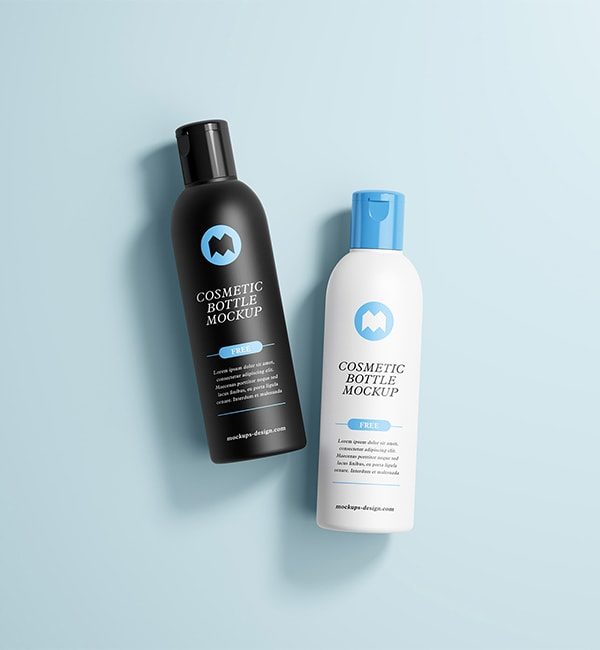 COSMETIC
BOTTLE
MOCKUP
FREE
Lorem ipsum dolor sit amet,
consectetur adipiscing elit.
Maecenas porttitor neque sed
lacus finibus, eu porta ligula
ornare. Interdum et malesuada
mockups-design.com
COSMETIC
BOTTLE
MOCKUP
FREE
Lorem ipsum dolor sit amet,
consectetur adipiscing elit.
Maecenas porttitor neque sed
lacus finibus, eu porta ligula
ornare. Interdum et malesuada
mockups-design.com